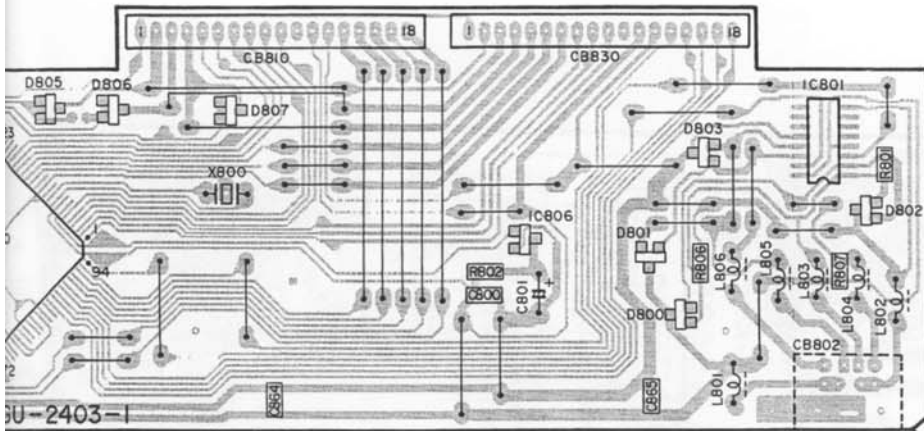 1 18
1 18
CB810
CB830
D805
D806
D807
IC801
D803
R801
X800
D802
IC806
D801
R802
C800
C801
+
R806
L806
L805
L803
R807
L804
L802
D800
1
94
CB802
L801
C864
C865
GU-2403-1